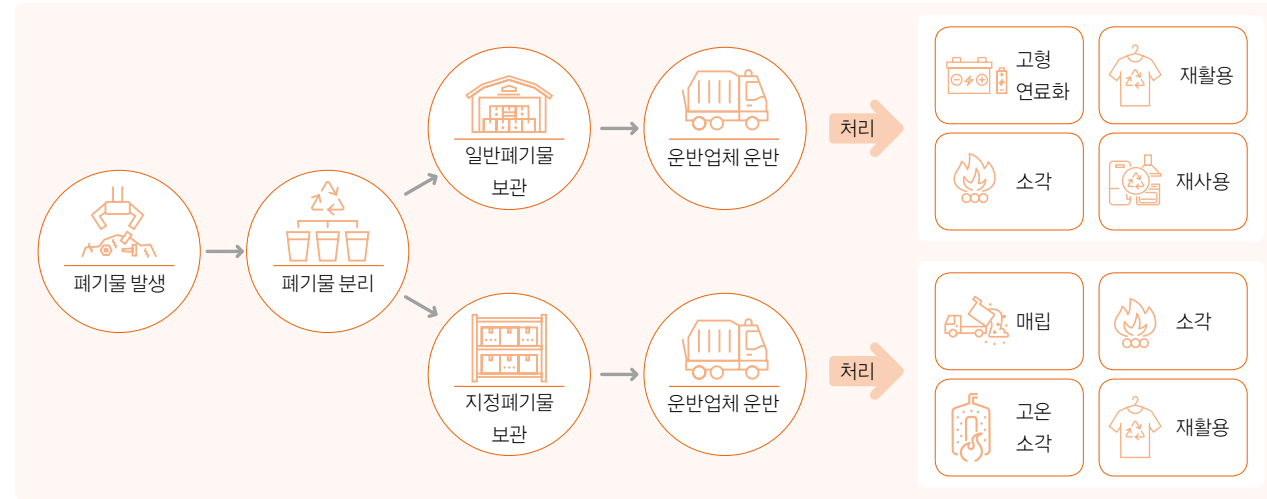 폐기물 발생
폐기물 분리
일반폐기물
보관
운반업체 운반
처리
고형
연료화
재활용
소각
재사용
지정폐기물
보관
운반업체 운반
처리
매립
소각
고온
소각
재활용